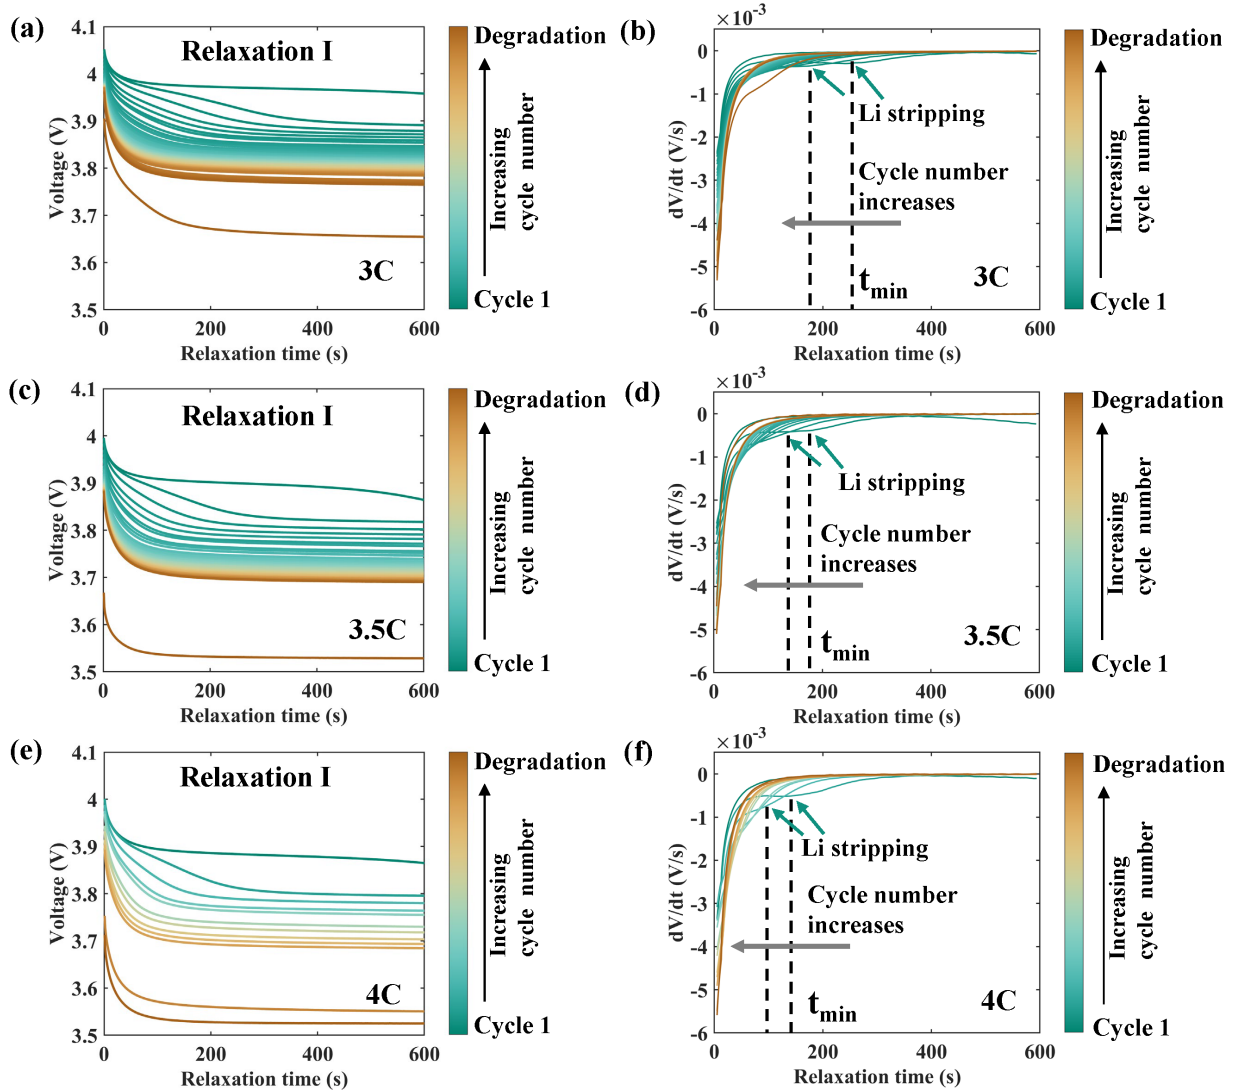 (a)
Relaxation I
Voltage (V)
4.1
4
3.9
3.8
3.7
3.6
3.5
0
200
400
600
Relaxation time (s)
3C
Degradation
Increasing
cycle number
Cycle 1
(b)
×10⁻³
dV/dt (V/s)
0
-1
-2
-3
-4
-5
-6
0
200
400
600
Relaxation time (s)
Li stripping
Cycle number
increases
tmin
3C
Degradation
Increasing
cycle number
Cycle 1
(c)
Relaxation I
Voltage (V)
4.1
4
3.9
3.8
3.7
3.6
3.5
0
200
400
600
Relaxation time (s)
3.5C
Degradation
Increasing
cycle number
Cycle 1
(d)
×10⁻³
dV/dt (V/s)
0
-1
-2
-3
-4
-5
-6
0
200
400
600
Relaxation time (s)
Li stripping
Cycle number
increases
tmin
3.5C
Degradation
Increasing
cycle number
Cycle 1
(e)
Relaxation I
Voltage (V)
4.1
4
3.9
3.8
3.7
3.6
3.5
0
200
400
600
Relaxation time (s)
4C
Degradation
Increasing
cycle number
Cycle 1
(f)
×10⁻³
dV/dt (V/s)
0
-1
-2
-3
-4
-5
-6
0
200
400
600
Relaxation time (s)
Li stripping
Cycle number
increases
tmin
4C
Degradation
Increasing
cycle number
Cycle 1